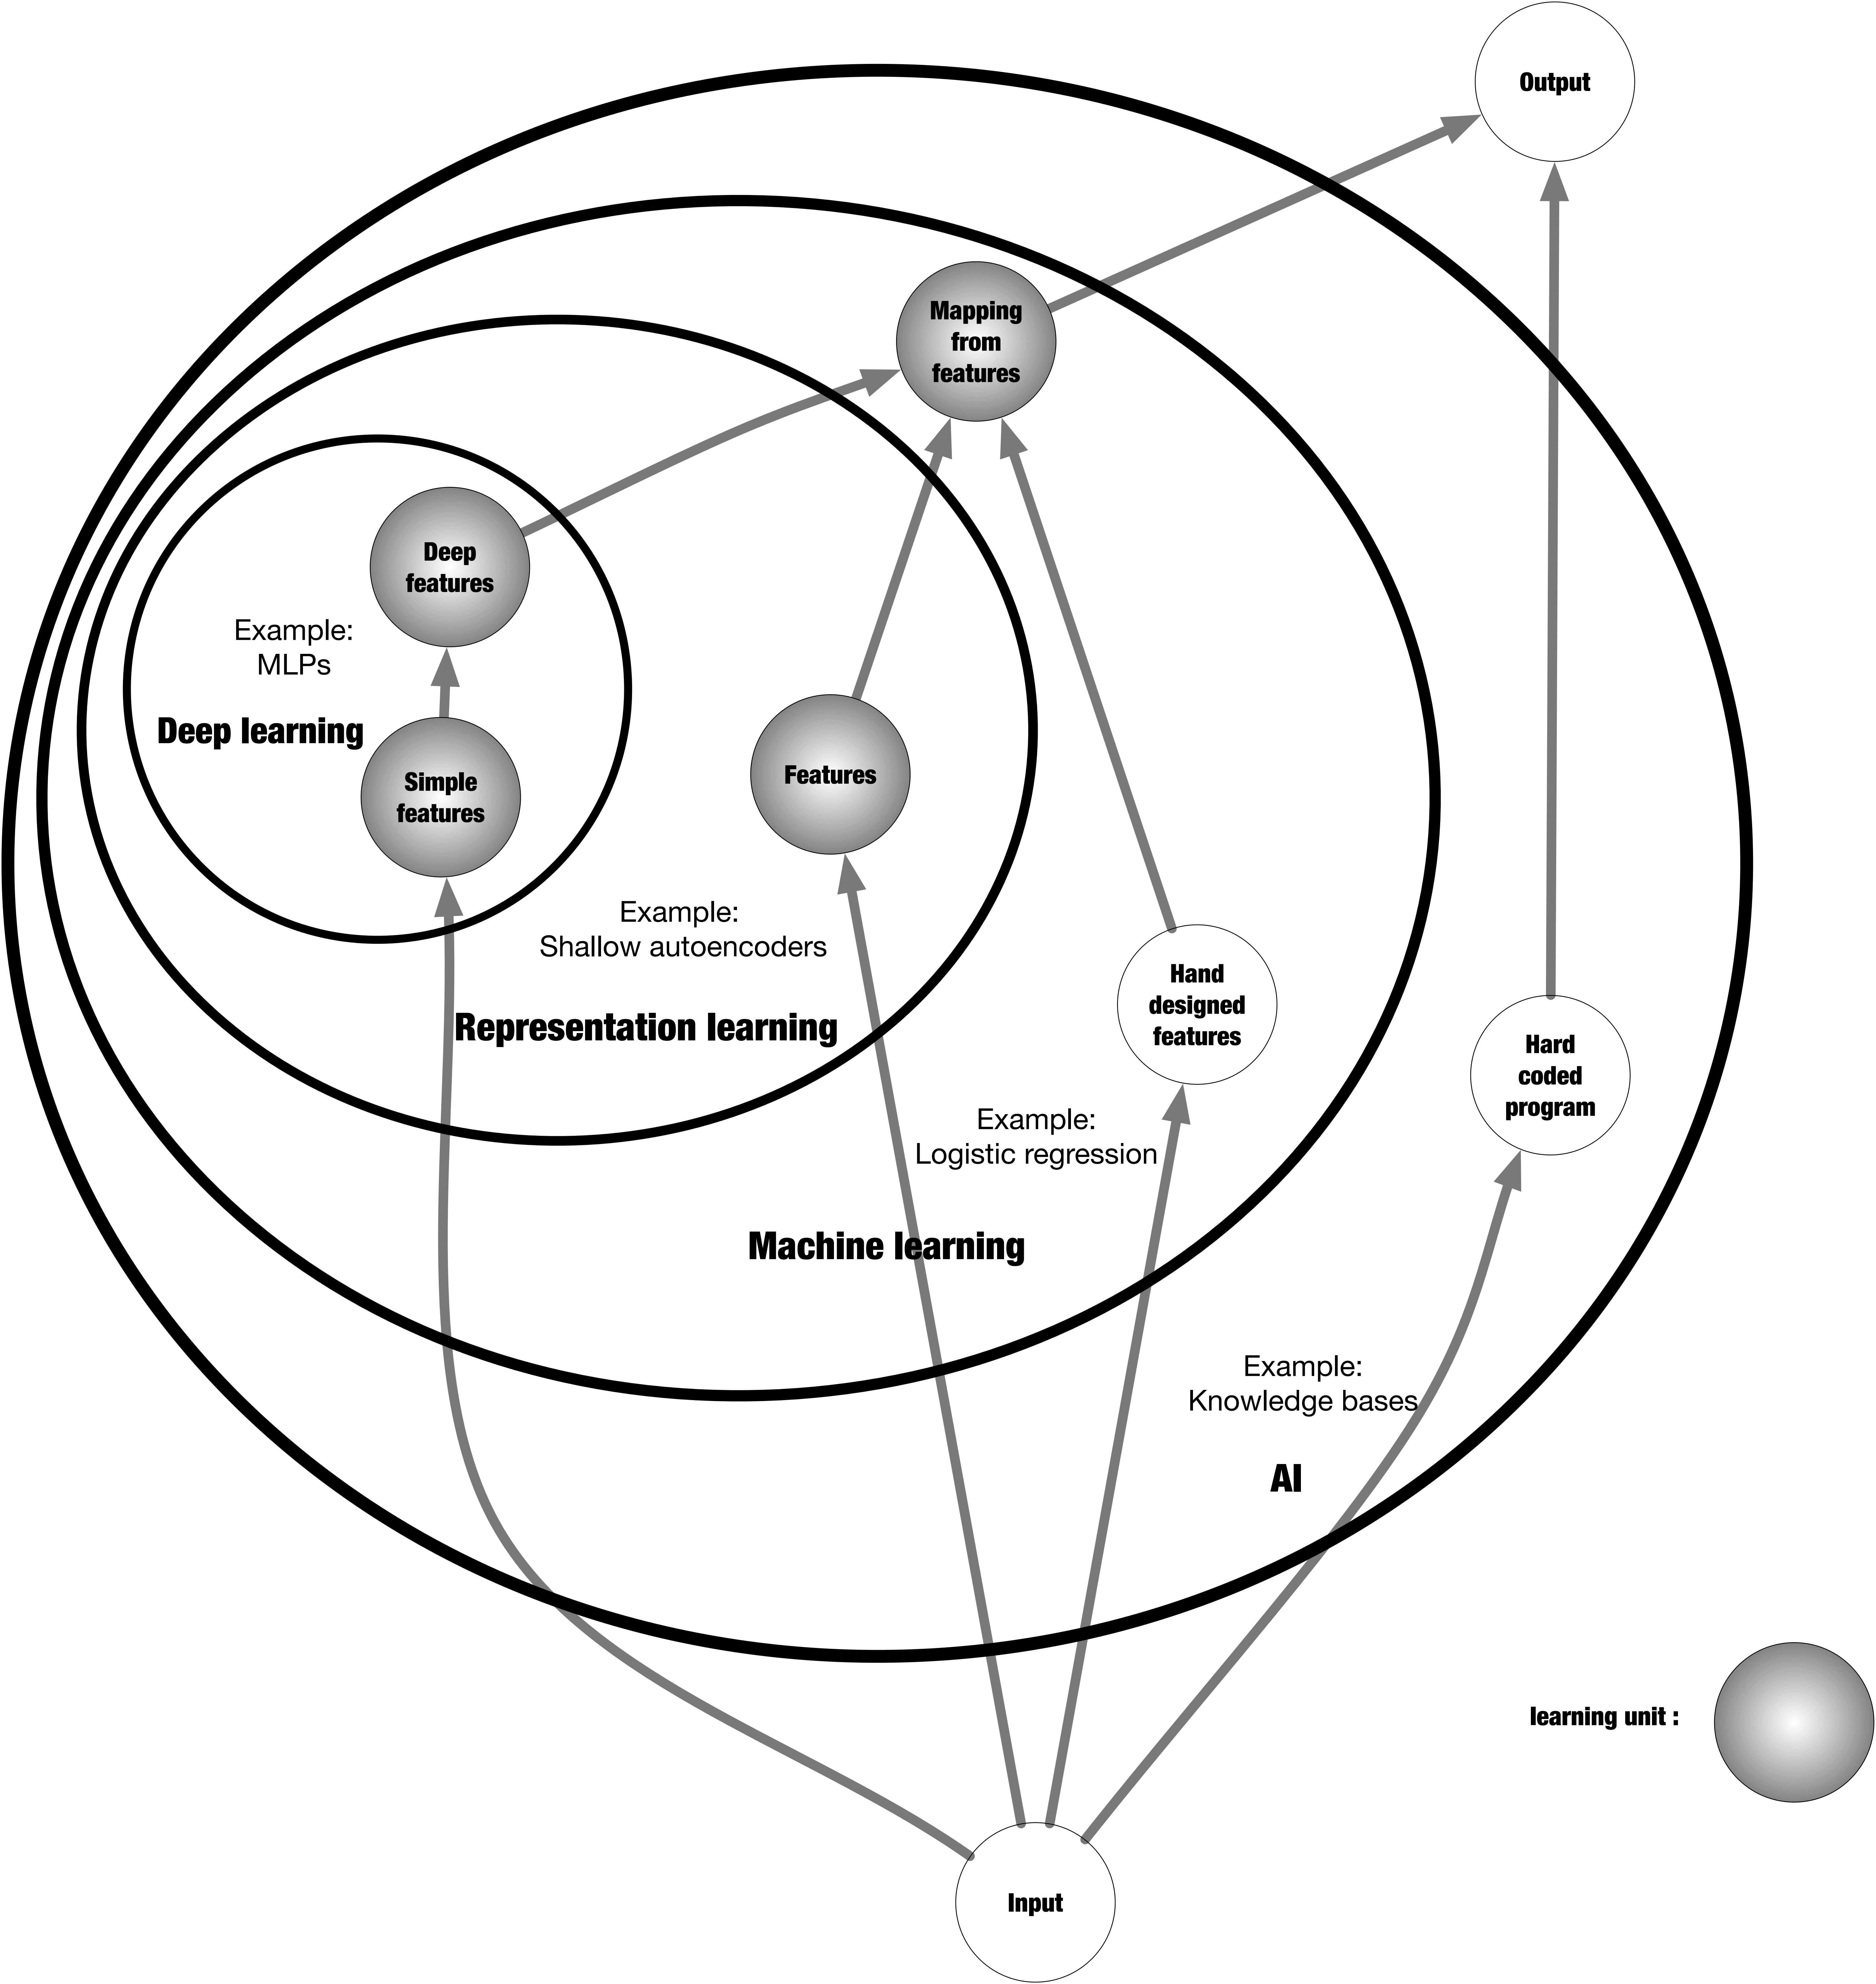 Output
Mapping
from
features
Deep
features
Example:
MLPs
Deep learning
Simple
features
Features
Example:
Shallow autoencoders
Representation learning
Hand
designed
features
Hard
coded
program
Example:
Logistic regression
Machine learning
Example:
Knowledge bases
AI
learning unit :
Input